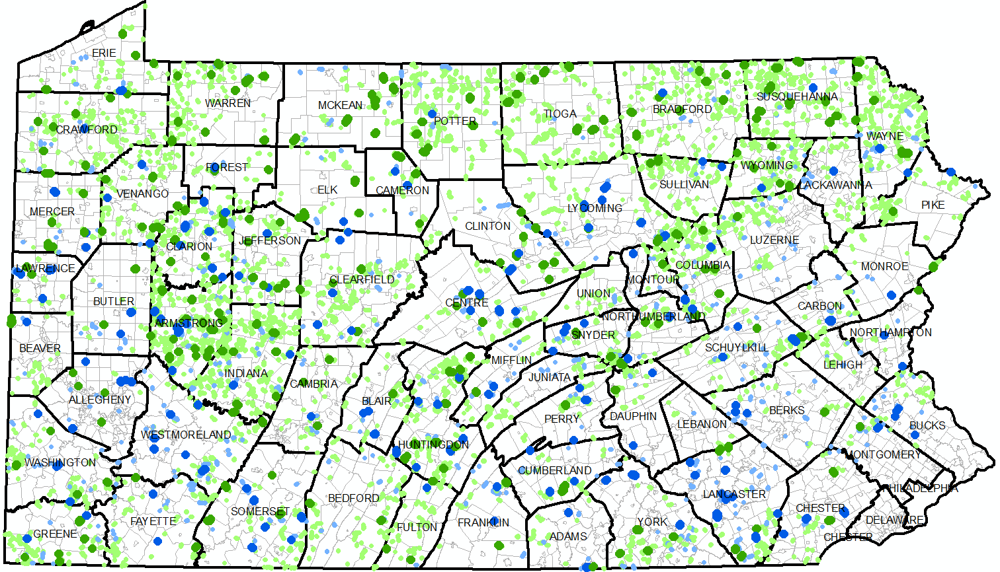 ERIE
CRAWFORD
WARREN
MCKEAN
POTTER
TIOGA
BRADFORD
SUSQUEHANNA
WAYNE
FOREST
VENANGO
ELK
CAMERON
SULLIVAN
WYOMING
LACKAWANNA
PIKE
MERCER
LYCOMING
CLINTON
CLARION
JEFFERSON
LUZERNE
LAWRENCE
COLUMBIA
MONROE
CLEARFIELD
MONTOUR
UNION
BUTLER
CENTRE
CARBON
ARMSTRONG
NORTHUMBERLAND
SNYDER
NORTHAMPTON
BEAVER
SCHUYLKILL
MIFFLIN
LEHIGH
INDIANA
JUNIATA
CAMBRIA
ALLEGHENY
BLAIR
PERRY
DAUPHIN
LEBANON
BERKS
BUCKS
WESTMORELAND
HUNTINGDON
MONTGOMERY
WASHINGTON
CUMBERLAND
PHILADELPHIA
LANCASTER
BEDFORD
SOMERSET
CHESTER
FAYETTE
FULTON
FRANKLIN
YORK
DELAWARE
GREENE
ADAMS
CHESTER